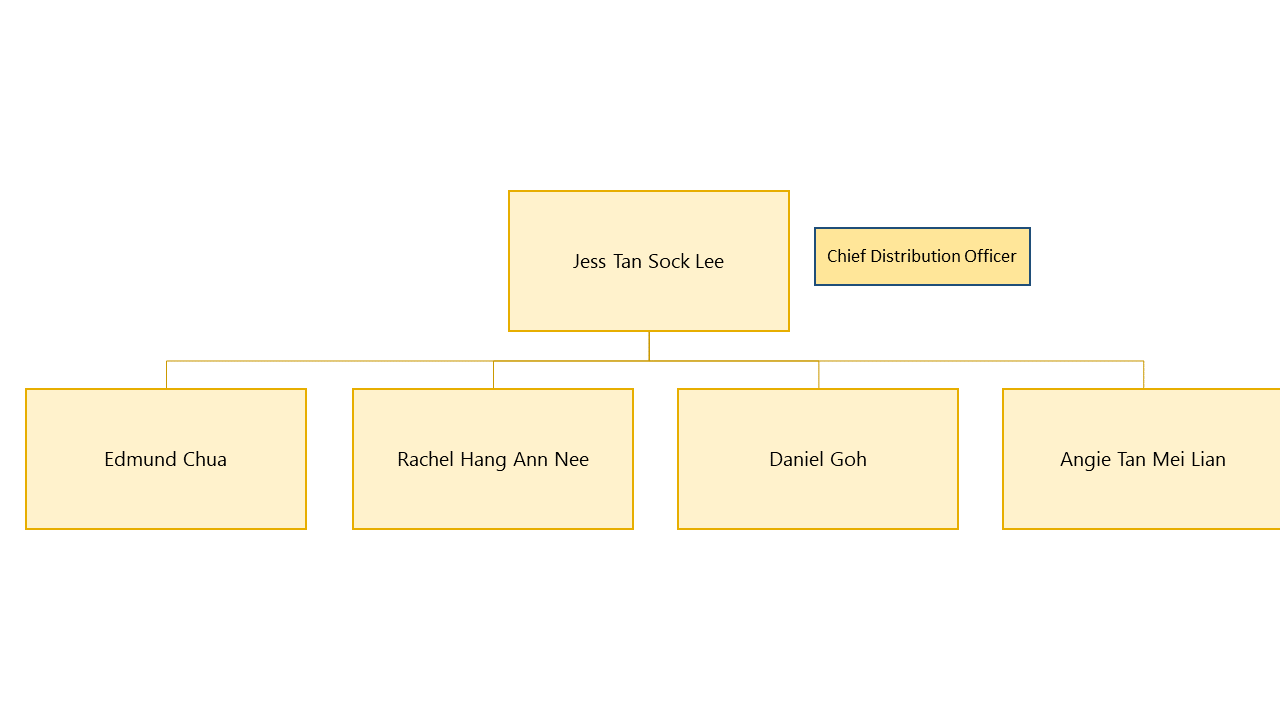 Jess Tan Sock Lee
Chief Distribution Officer
Edmund Chua
Rachel Hang Ann Nee
Daniel Goh
Angie Tan Mei Lian